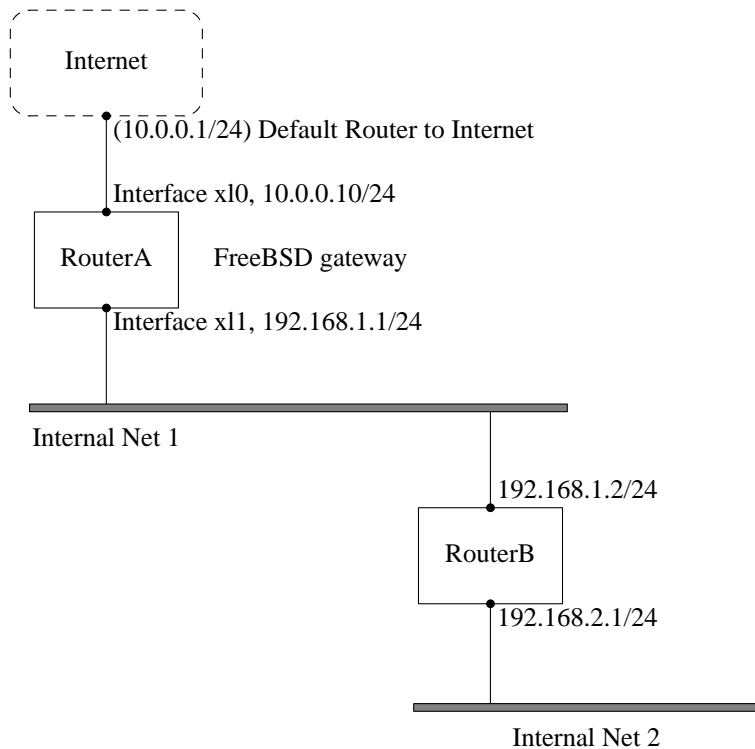 Internet
(10.0.0.1/24) Default Router to Internet
Interface xl0, 10.0.0.10/24
RouterA
FreeBSD gateway
Interface xl1, 192.168.1.1/24
Internal Net 1
192.168.1.2/24
RouterB
192.168.2.1/24
Internal Net 2